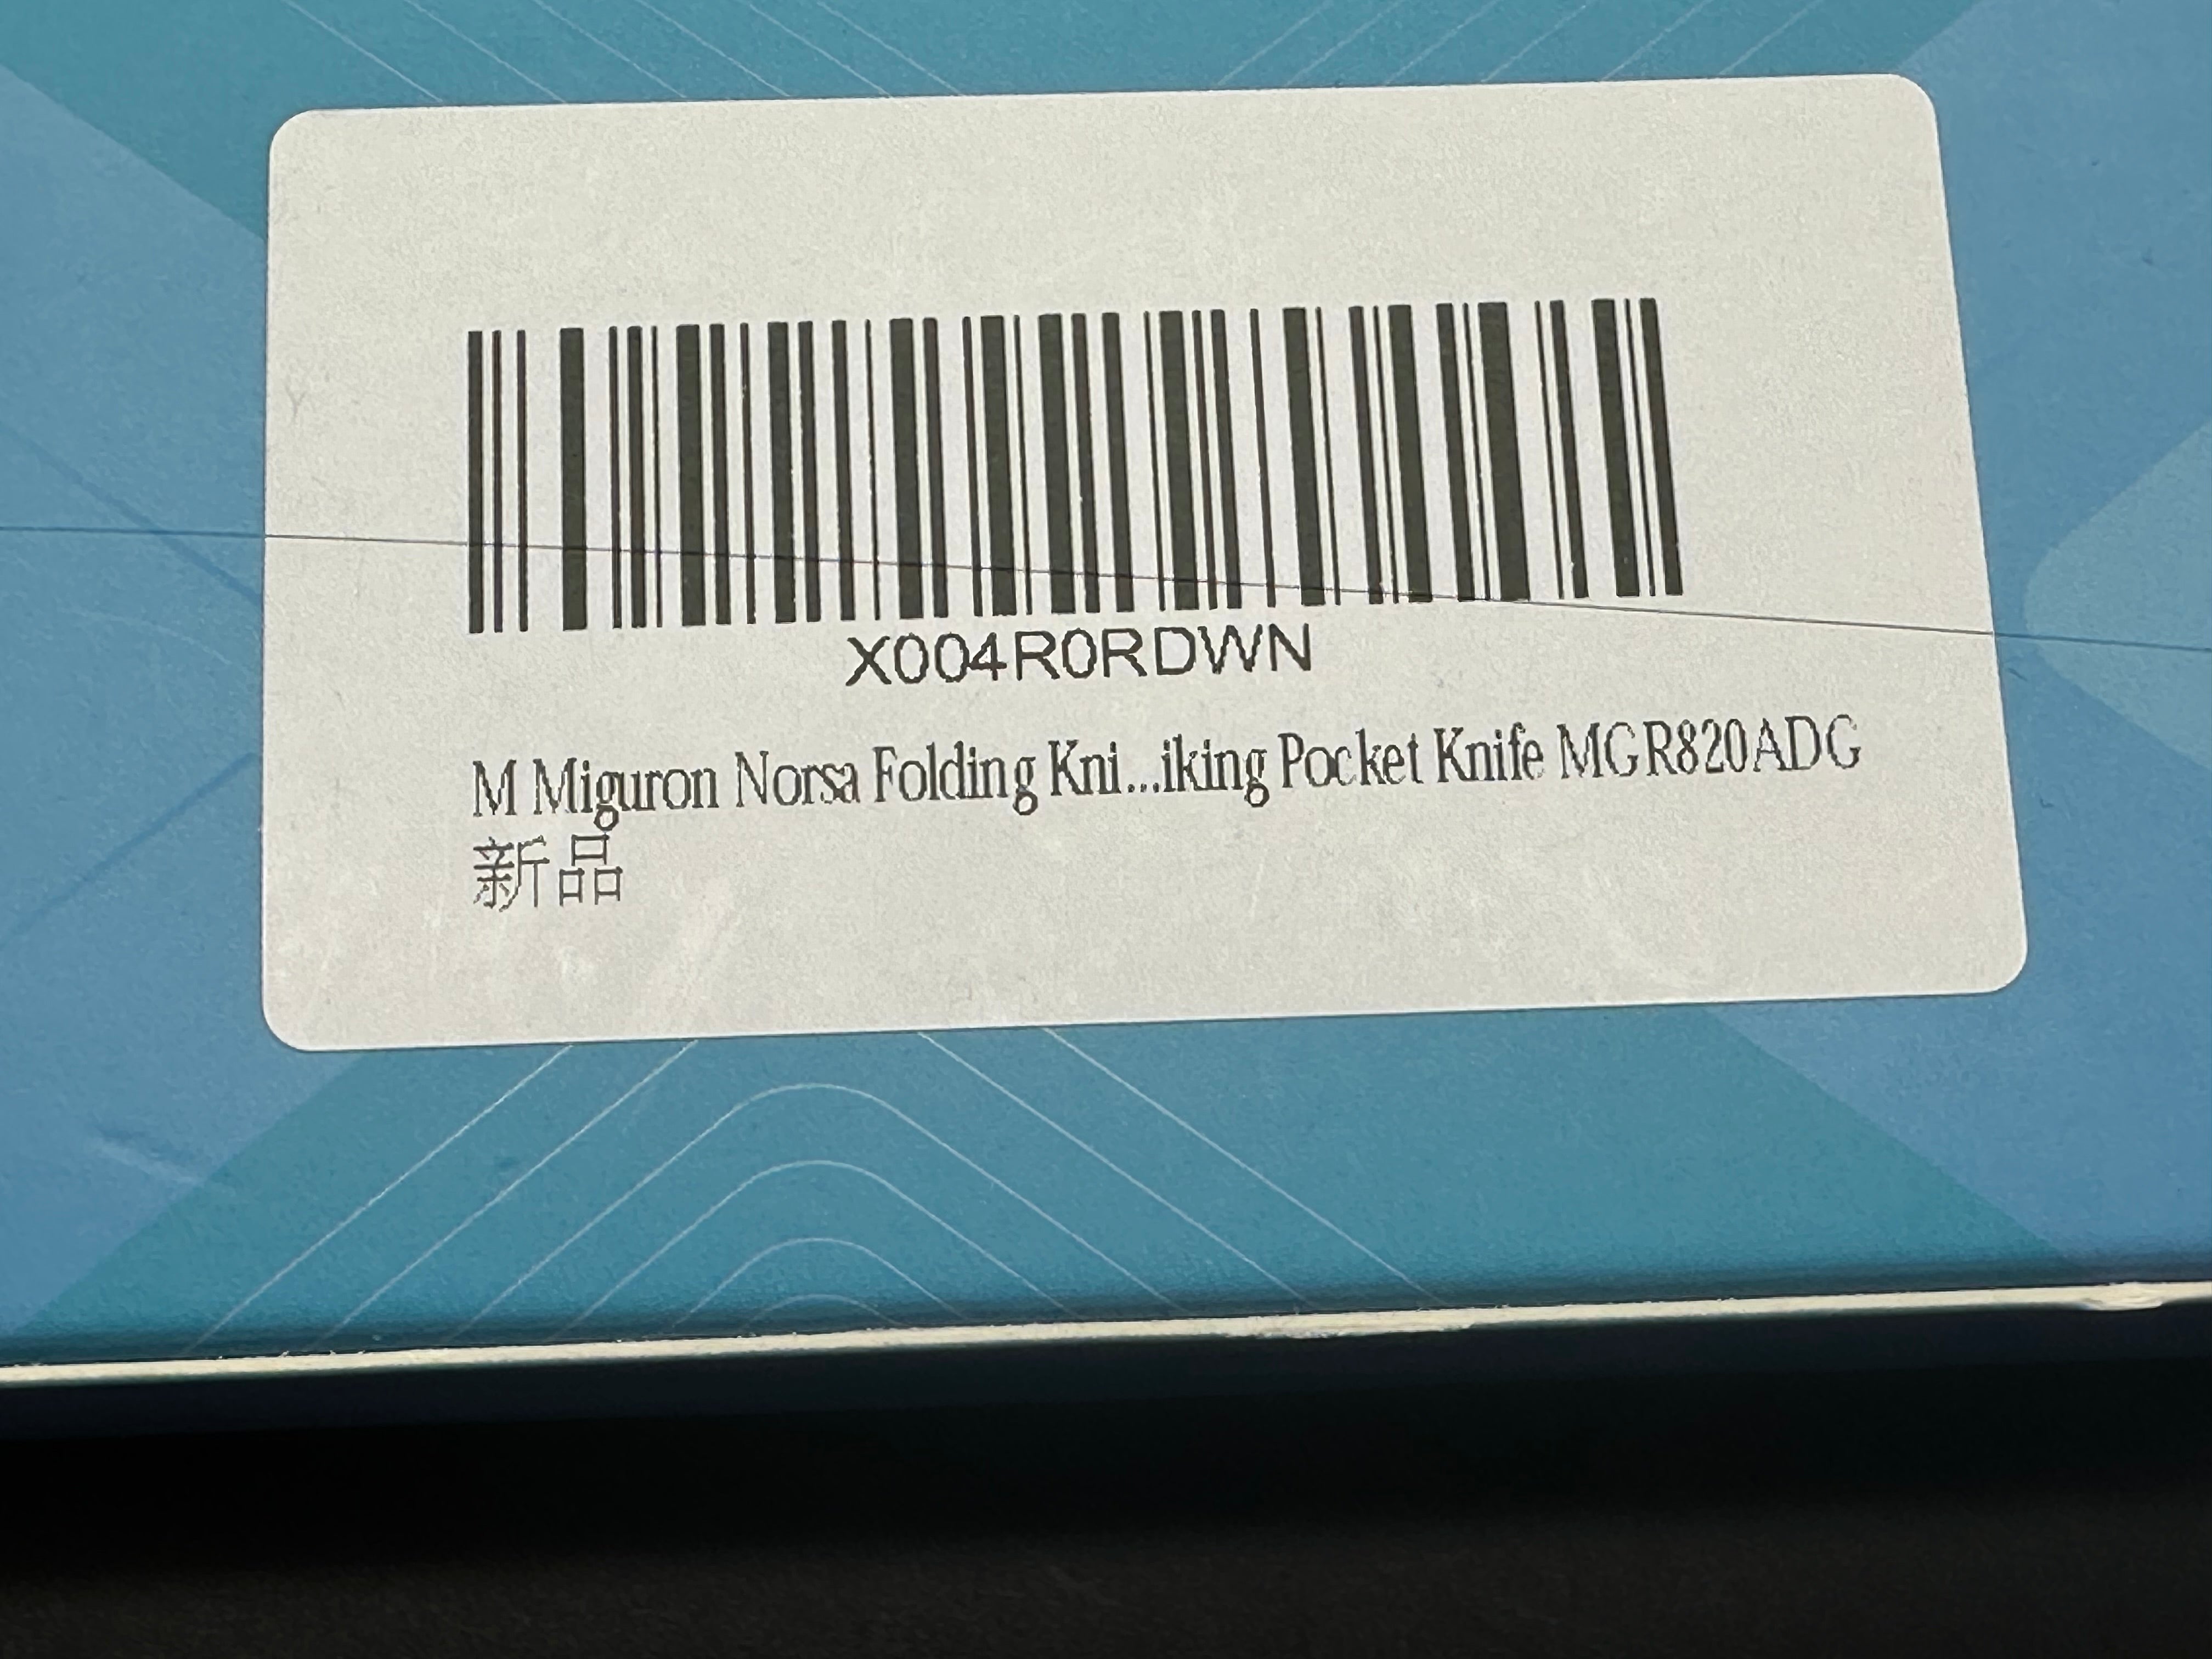 X004R0RDWN
M Miguron Norsa Folding Kni...iking Pocket Knife MGR820ADG
新品